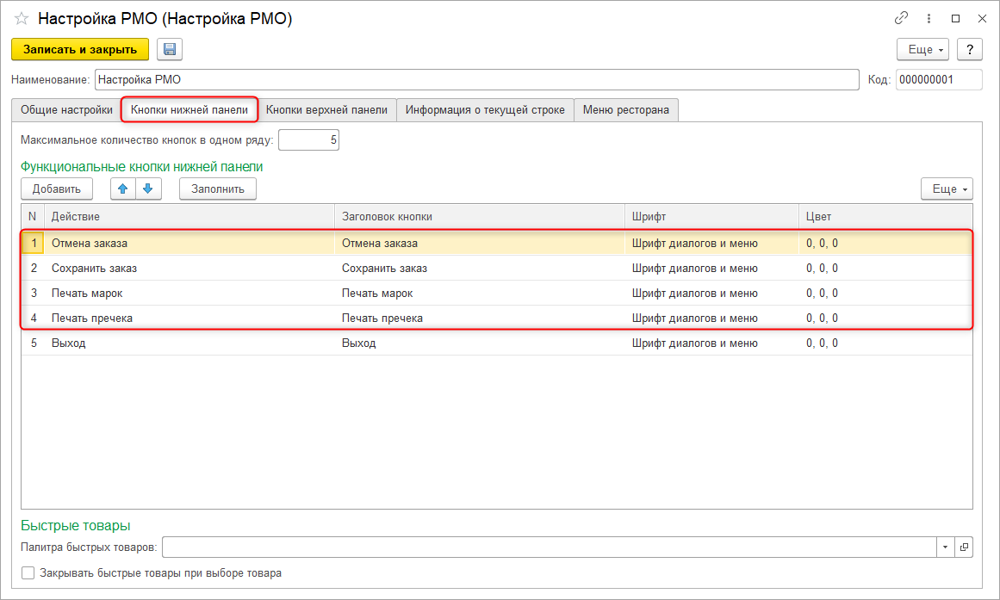 Настройка РМО (Настройка РМО)
Записать и закрыть Еще ?
Наименование: Настройка РМО Код: 000000001
Общие настройки Кнопки нижней панели Кнопки верхней панели Информация о текущей строке Меню ресторана
Максимальное количество кнопок в одном ряду: 5
Функциональные кнопки нижней панели
Добавить Заполнить Еще
N Действие Заголовок кнопки Шрифт Цвет
1 Отмена заказа Отмена заказа Шрифт диалогов и меню 0, 0, 0
2 Сохранить заказ Сохранить заказ Шрифт диалогов и меню 0, 0, 0
3 Печать марок Печать марок Шрифт диалогов и меню 0, 0, 0
4 Печать пречека Печать пречека Шрифт диалогов и меню 0, 0, 0
5 Выход Выход Шрифт диалогов и меню 0, 0, 0
Быстрые товары
Палитра быстрых товаров:
Закрывать быстрые товары при выборе товара